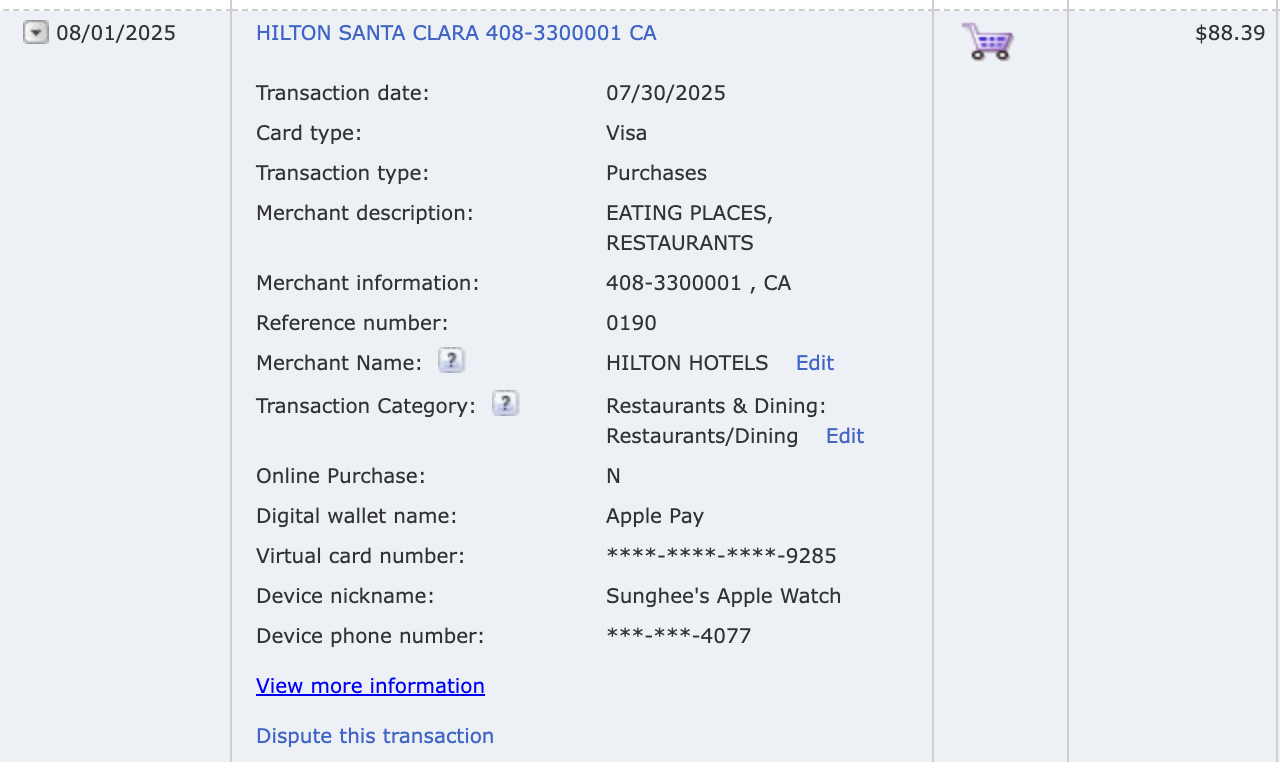 08/01/2025 HILTON SANTA CLARA 408-3300001 CA $88.39
Transaction date: 07/30/2025
Card type: Visa
Transaction type: Purchases
Merchant description: EATING PLACES,
RESTAURANTS
Merchant information: 408-3300001 , CA
Reference number: 0190
Merchant Name: ? HILTON HOTELS Edit
Transaction Category: ? Restaurants & Dining:
Restaurants/Dining Edit
Online Purchase: N
Digital wallet name: Apple Pay
Virtual card number: ****-****-****-9285
Device nickname: Sunghee's Apple Watch
Device phone number: ***-***-4077
View more information
Dispute this transaction